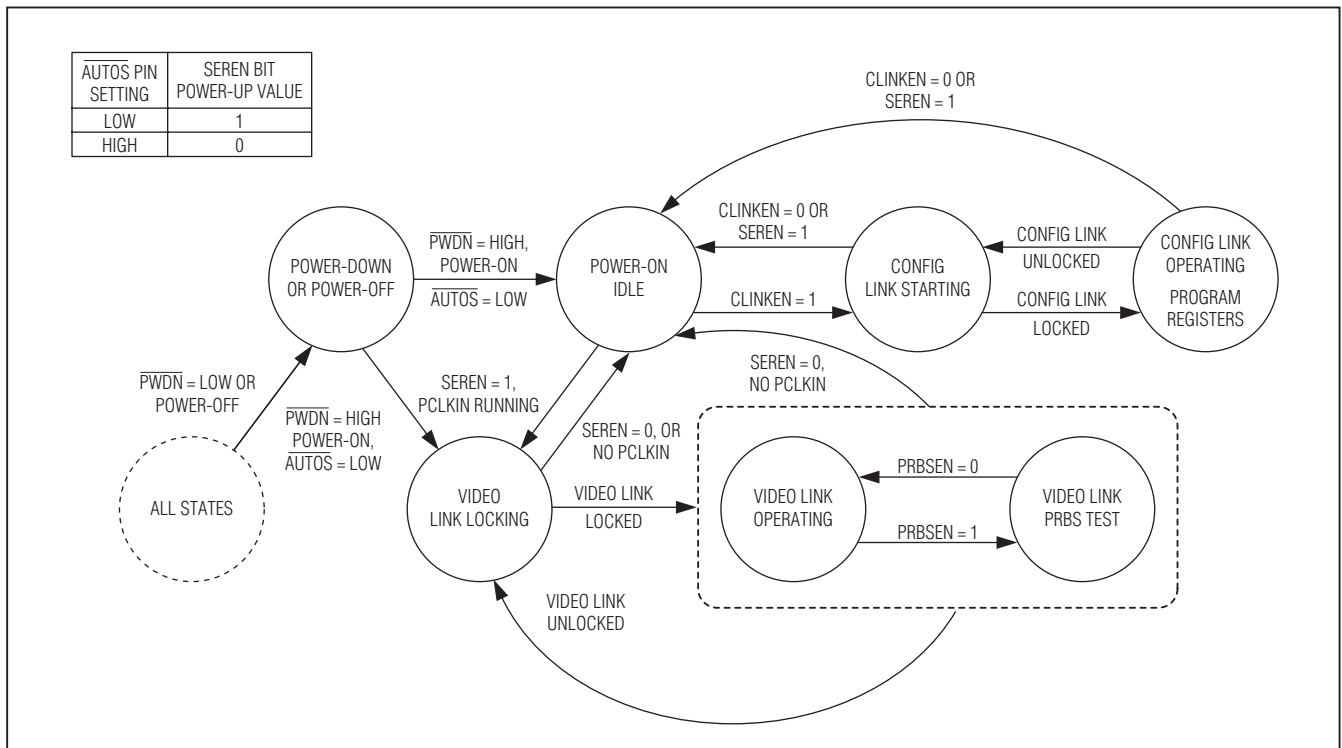 AUTOS PIN SETTING
SEREN BIT POWER-UP VALUE
LOW 1
HIGH 0
CLINKEN = 0 OR
SEREN = 1
CLINKEN = 0 OR
SEREN = 1
PWDN = HIGH,
POWER-ON
AUTOS = LOW
POWER-DOWN
OR POWER-OFF
POWER-ON
IDLE
CONFIG
LINK STARTING
CONFIG LINK
UNLOCKED
CONFIG LINK
OPERATING
PROGRAM
REGISTERS
CLINKEN = 1
CONFIG LINK
LOCKED
PWDN = LOW OR
POWER-OFF
PWDN = HIGH
POWER-ON,
AUTOS = LOW
SEREN = 1,
PCLKIN RUNNING
SEREN = 0, OR
NO PCLKIN
SEREN = 0,
NO PCLKIN
ALL STATES
VIDEO
LINK LOCKING
VIDEO LINK
LOCKED
VIDEO LINK
OPERATING
PRBSEN = 0
PRBSEN = 1
VIDEO LINK
PRBS TEST
VIDEO LINK
UNLOCKED